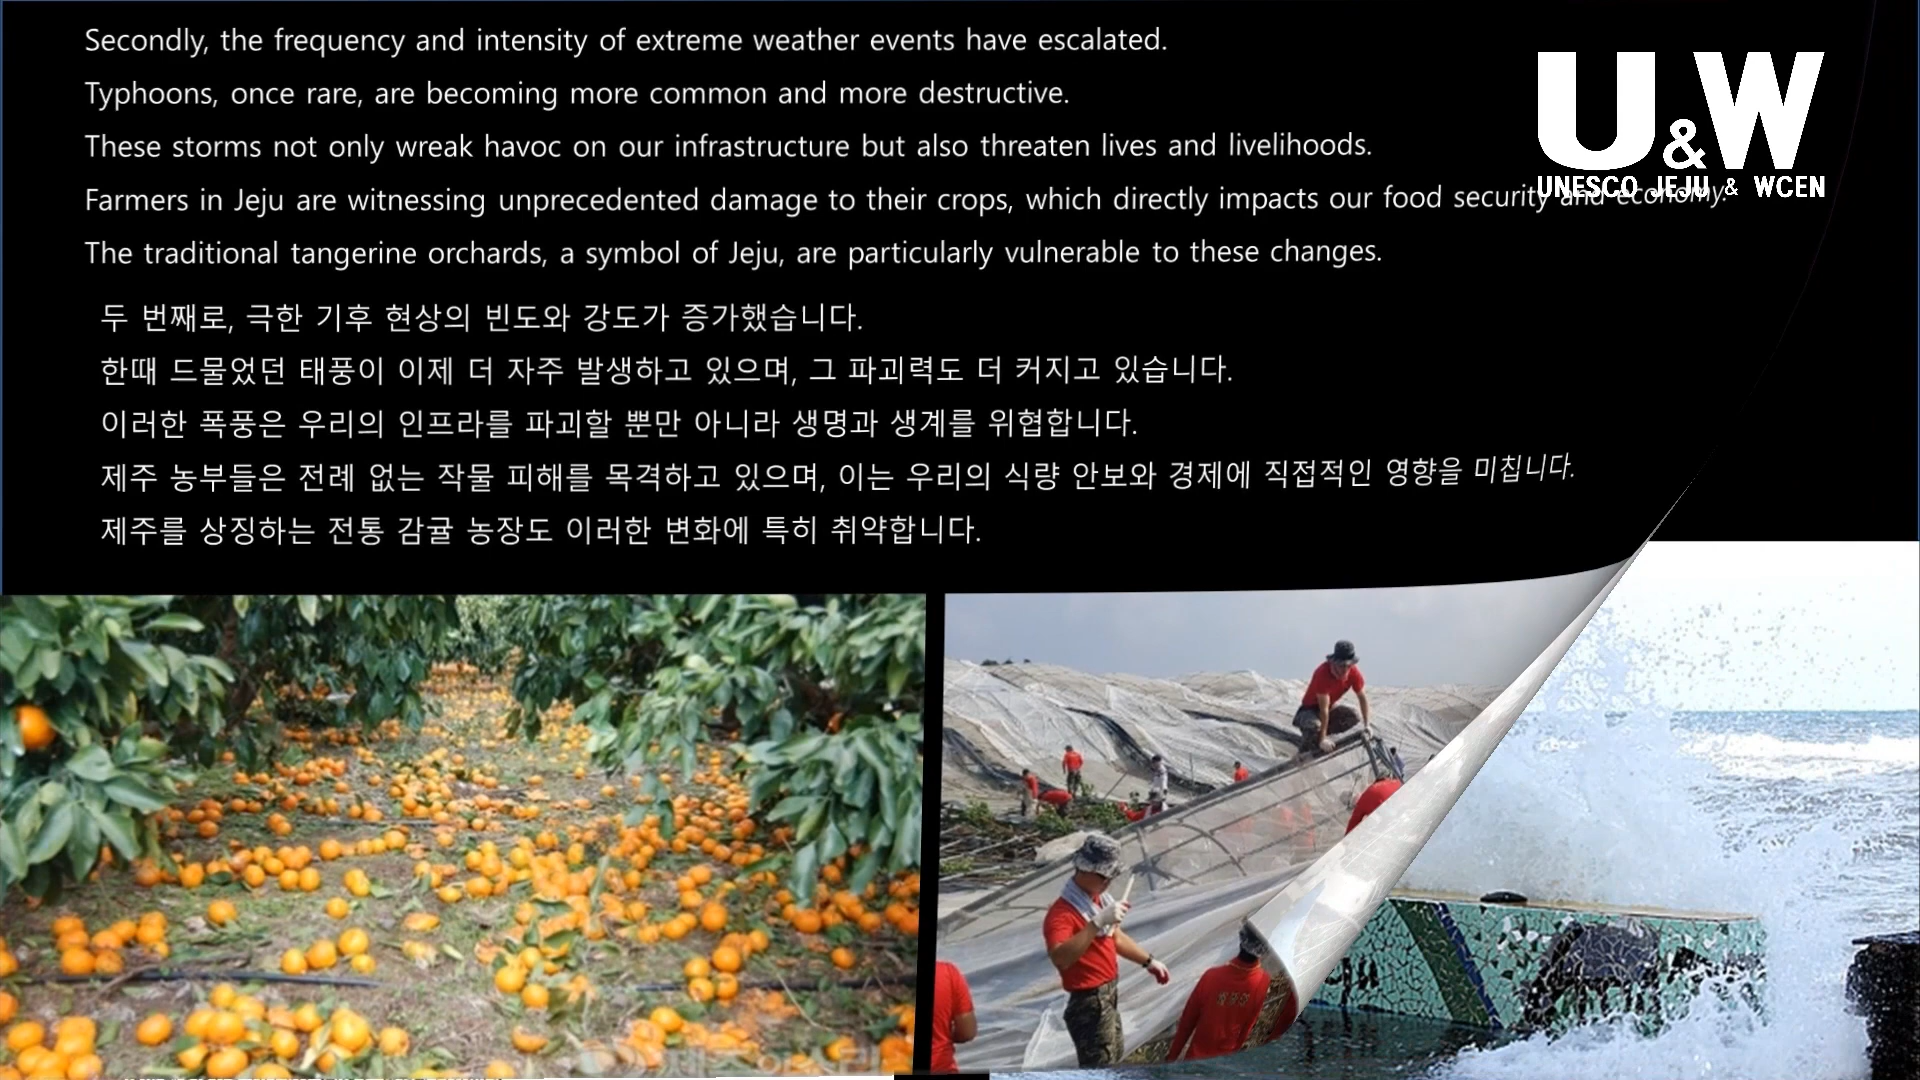 Secondly, the frequency and intensity of extreme weather events have escalated.
Typhoons, once rare, are becoming more common and more destructive.
These storms not only wreak havoc on our infrastructure but also threaten lives and livelihoods.
Farmers in Jeju are witnessing unprecedented damage to their crops, which directly impacts our food security and economy.
The traditional tangerine orchards, a symbol of Jeju, are particularly vulnerable to these changes.
U&W
UNESCO JEJU & WCEN
두 번째로, 극한 기후 현상의 빈도와 강도가 증가했습니다.
한때 드물었던 태풍이 이제 더 자주 발생하고 있으며, 그 파괴력도 더 커지고 있습니다.
이러한 폭풍은 우리의 인프라를 파괴할 뿐만 아니라 생명과 생계를 위협합니다.
제주 농부들은 전례 없는 작물 피해를 목격하고 있으며, 이는 우리의 식량 안보와 경제에 직접적인 영향을 미칩니다.
제주를 상징하는 전통 감귤 농장도 이러한 변화에 특히 취약합니다.